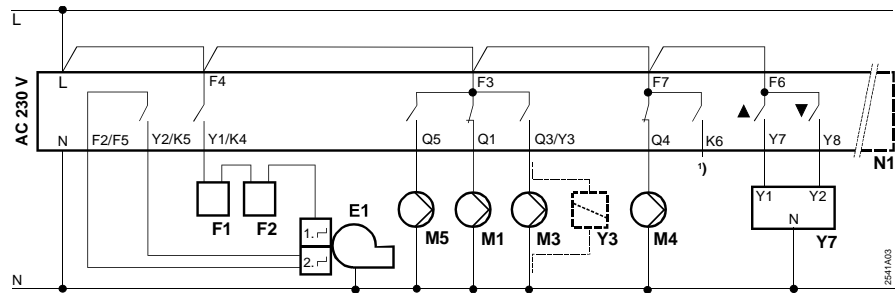 L
AC 230 V
L F4 F3 F7 F6
N F2/F5 Y2/K5 Y1/K4 Q5 Q1 Q3/Y3 Q4 K6 Y7 Y8
1)
N1
F1 F2 E1
1.
2.
M5 M1 M3 Y3 M4
Y1 Y2
N
Y7
N
2541A03